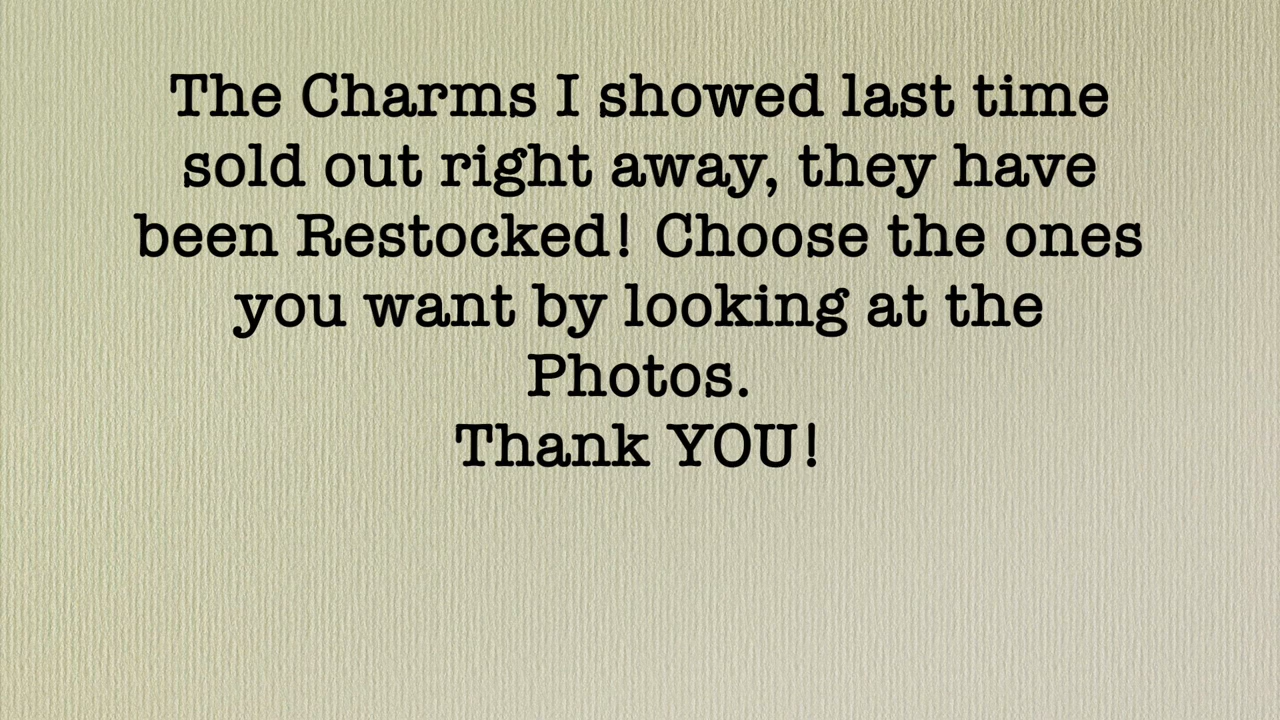 The Charms I showed last time
sold out right away, they have
been Restocked! Choose the ones
you want by looking at the
Photos.
Thank YOU!